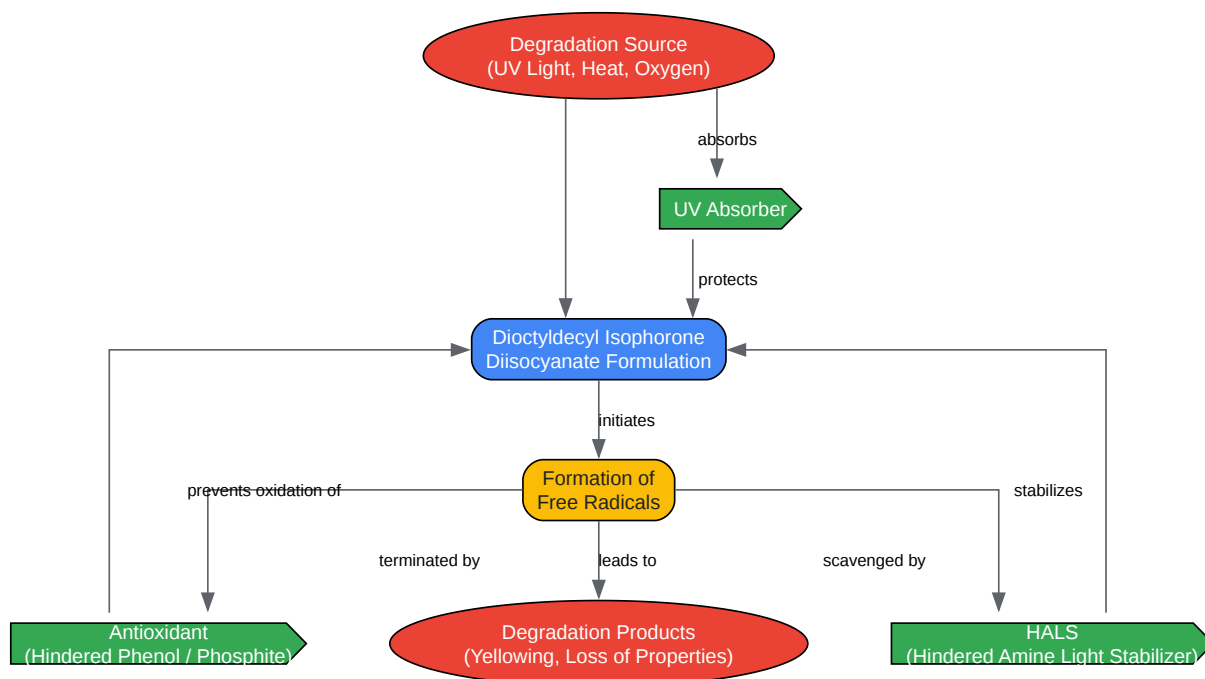 Degradation Source
(UV Light, Heat, Oxygen)
absorbs
UV Absorber
protects
Dioctyldecyl Isophorone
Diisocyanate Formulation
initiates
Formation of
Free Radicals
prevents oxidation of
stabilizes
terminated by
leads to
scavenged by
Antioxidant
(Hindered Phenol / Phosphite)
Degradation Products
(Yellowing, Loss of Properties)
HALS
(Hindered Amine Light Stabilizer)